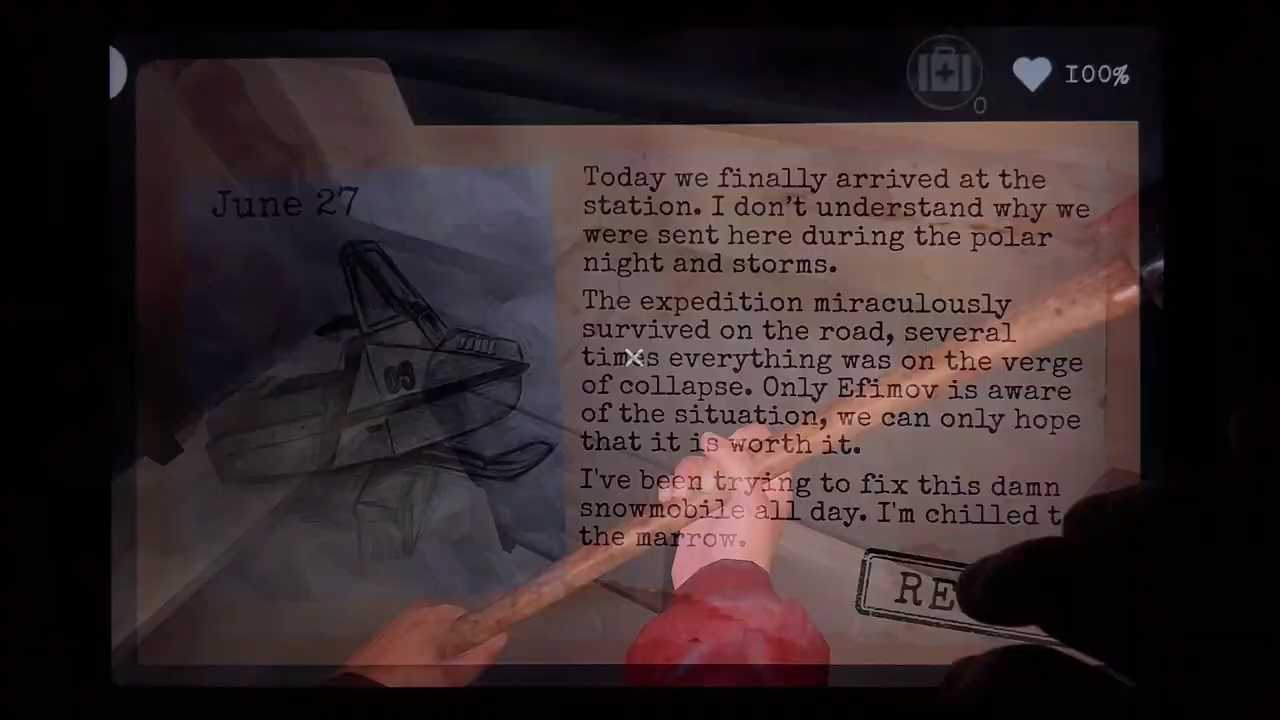 100%
0
June 27
Today we finally arrived at the
station. I don't understand why we
were sent here during the polar
night and storms.
The expedition miraculously
survived on the road, several
times everything was on the verge
of collapse. Only Efimov is aware
of the situation, we can only hope
that it is worth it.
09
I've been trying to fix this damn
snowmobile all day. I'm chilled
the marrow.